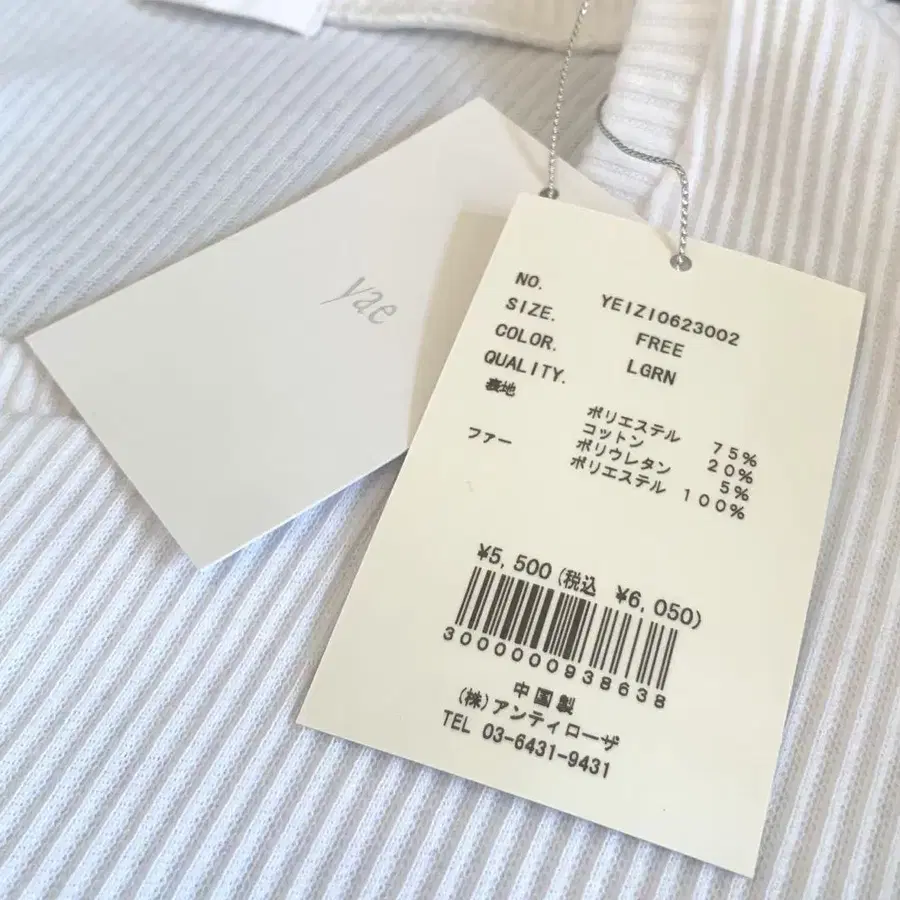 yae
NO. YEIZI0623002
SIZE. FREE
COLOR. LGRN
QUALITY.
表地 ポリエステル 75%
コットン 20%
ポリウレタン 5%
ファー ポリエステル 100%
¥5,500(税込 ¥6,050)
3000000938638
中国製
(株)アンティローザ
TEL 03-6431-9431